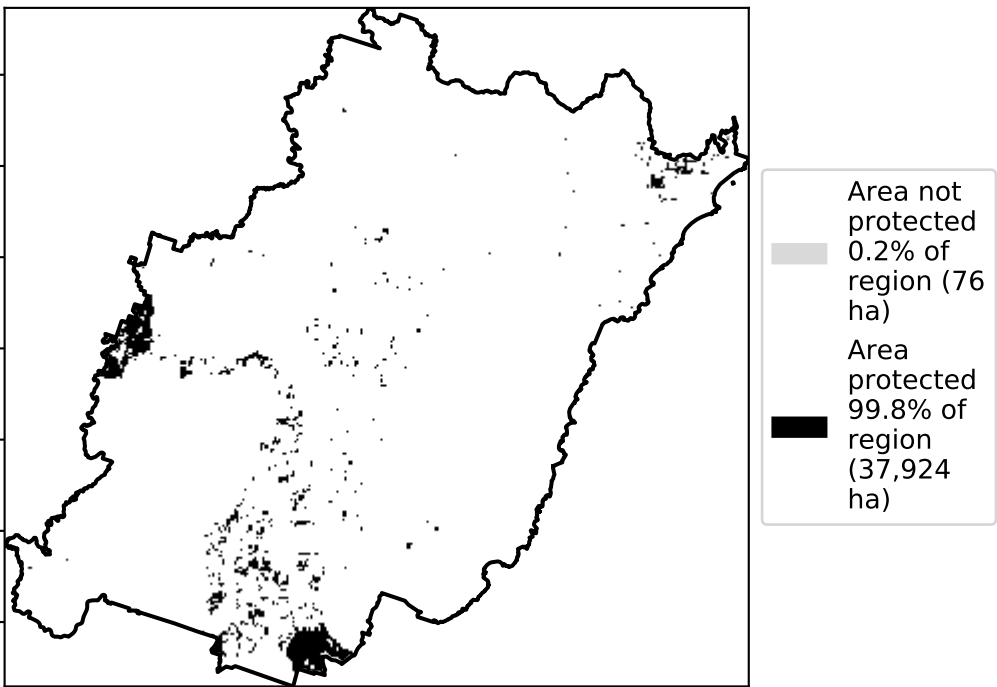 Area not
protected
0.2% of
region (76
ha)
Area
protected
99.8% of
region
(37,924
ha)